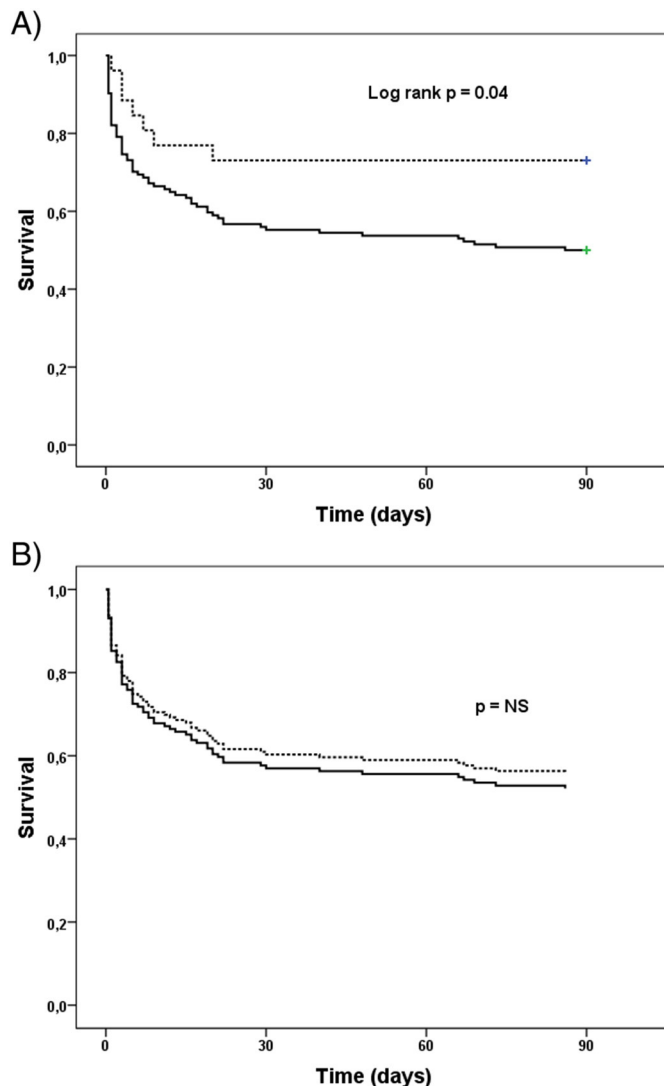 A)
1,0
Log rank p = 0.04
0,8
0,6
Survival
0,4
0,2
0,0
0 30 60 90
Time (days)
B)
1,0
0,8
p = NS
0,6
Survival
0,4
0,2
0,0
0 30 60 90
Time (days)